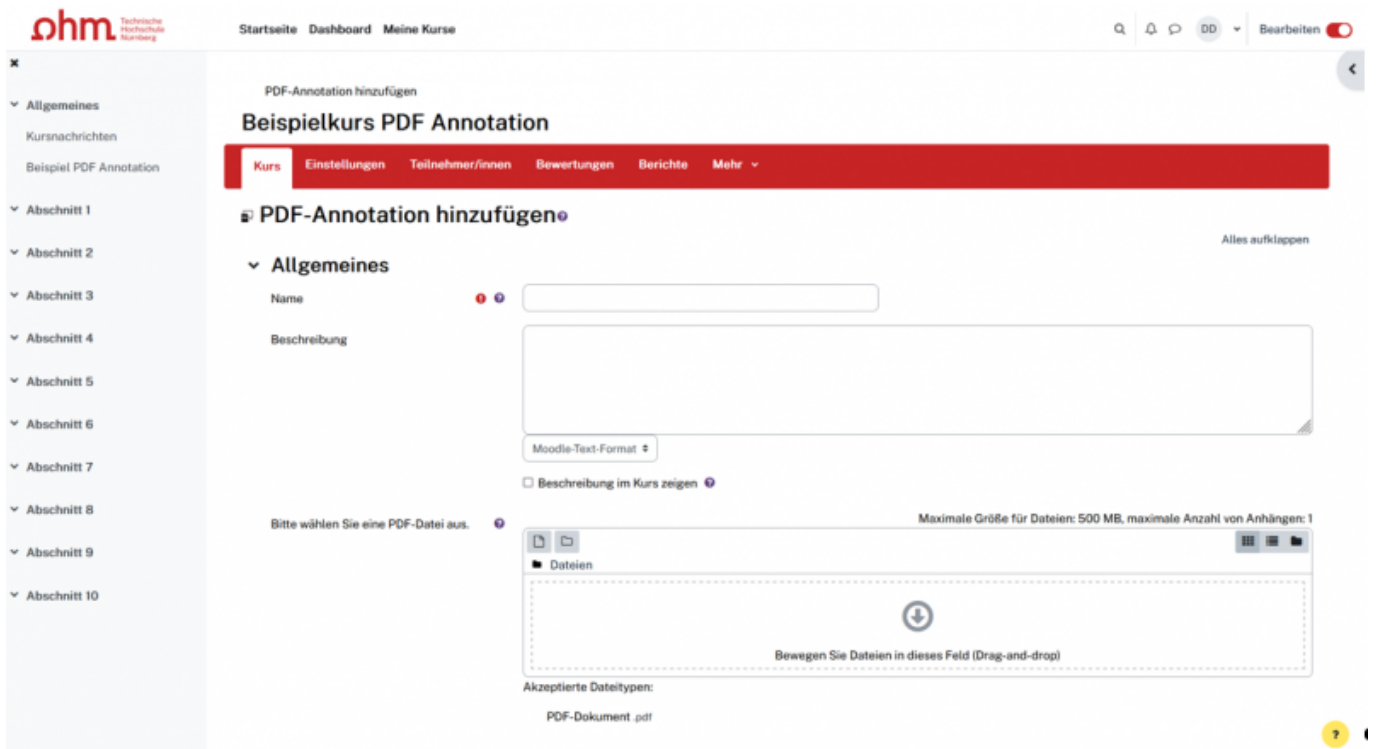 ohm Technische
Hochschule
Nürnberg
Startseite Dashboard Meine Kurse
DD
Bearbeiten
Allgemeines
Kursnachrichten
Beispiel PDF Annotation
Abschnitt 1
Abschnitt 2
Abschnitt 3
Abschnitt 4
Abschnitt 5
Abschnitt 6
Abschnitt 7
Abschnitt 8
Abschnitt 9
Abschnitt 10
PDF-Annotation hinzufügen
Beispielkurs PDF Annotation
Kurs Einstellungen Teilnehmer/innen Bewertungen Berichte Mehr
PDF-Annotation hinzufügen
Alles aufklappen
Allgemeines
Name
Beschreibung
Moodle-Text-Format
Beschreibung im Kurs zeigen
Bitte wählen Sie eine PDF-Datei aus.
Maximale Größe für Dateien: 500 MB, maximale Anzahl von Anhängen: 1
Dateien
Bewegen Sie Dateien in dieses Feld (Drag-and-drop)
Akzeptierte Dateitypen:
PDF-Dokument .pdf
?